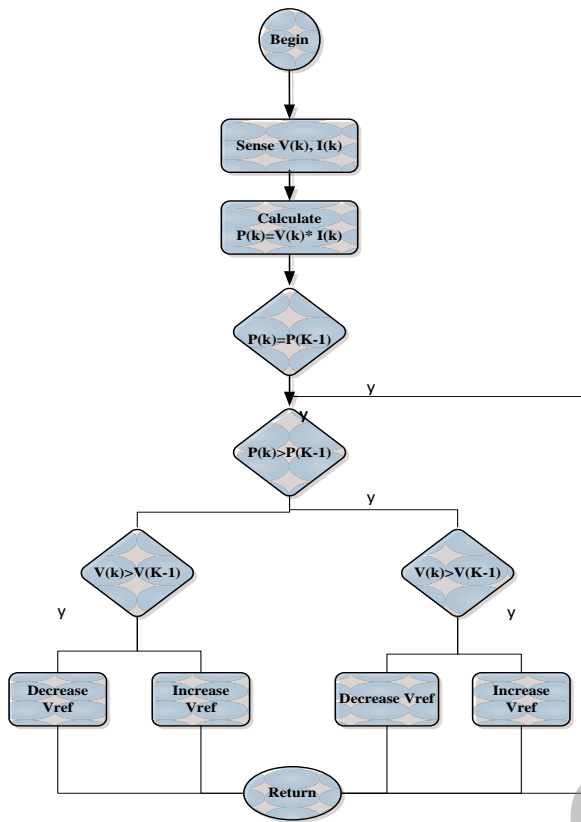 Begin
Sense V(k), I(k)
Calculate
P(k)=V(k)* I(k)
P(k)=P(K-1)
y
y
P(k)>P(K-1)
y
V(k)>V(K-1)
V(k)>V(K-1)
y
y
Decrease
Vref
Increase
Vref
Decrease Vref
Increase
Vref
Return